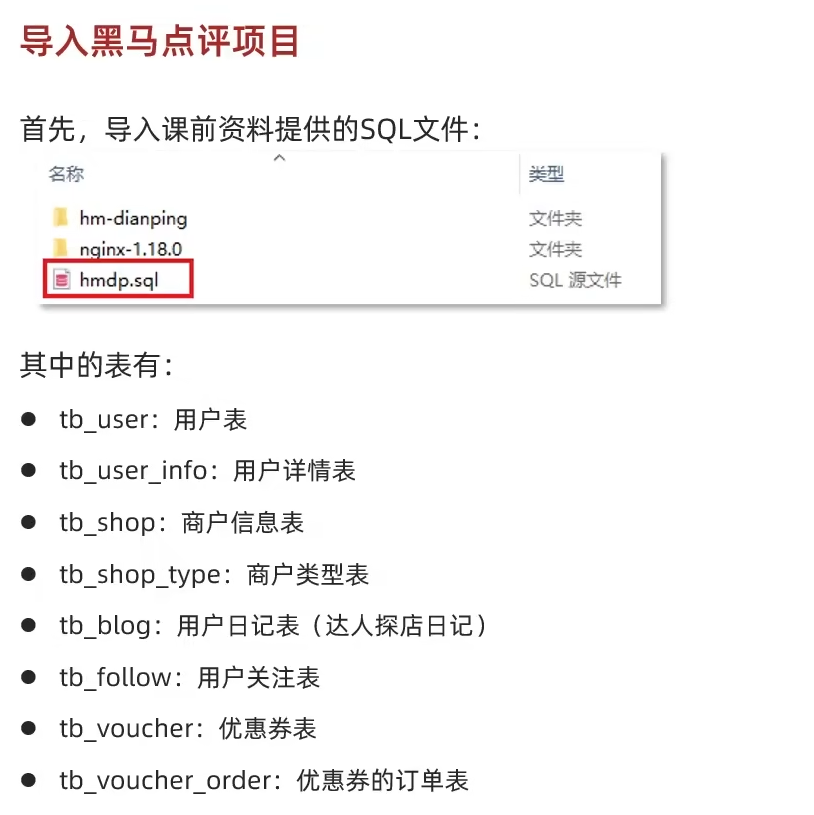 导入黑马点评项目
首先，导入课前资料提供的SQL文件：
名称 类型
hm-dianping 文件夹
nginx-1.18.0 文件夹
hmdp.sql SQL 源文件
其中的表有：
● tb_user：用户表
● tb_user_info：用户详情表
● tb_shop：商户信息表
● tb_shop_type：商户类型表
● tb_blog：用户日记表（达人探店日记）
● tb_follow：用户关注表
● tb_voucher：优惠券表
● tb_voucher_order：优惠券的订单表